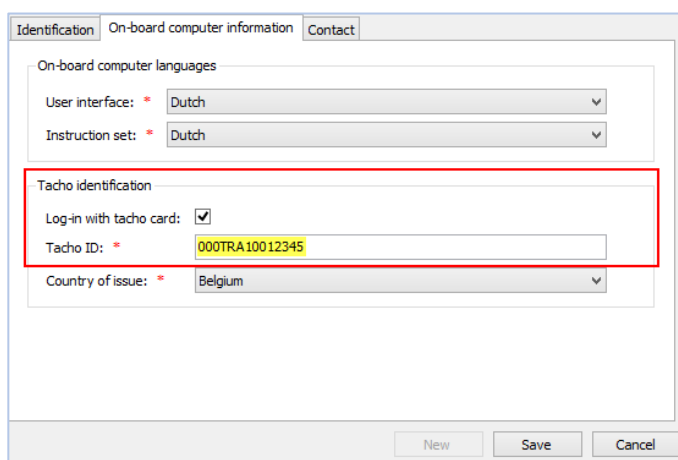 Identification On-board computer information Contact
On-board computer languages
User interface: * Dutch
Instruction set: * Dutch
Tacho identification
Log-in with tacho card:
Tacho ID: * 000TRA10012345
Country of issue: * Belgium
New Save Cancel